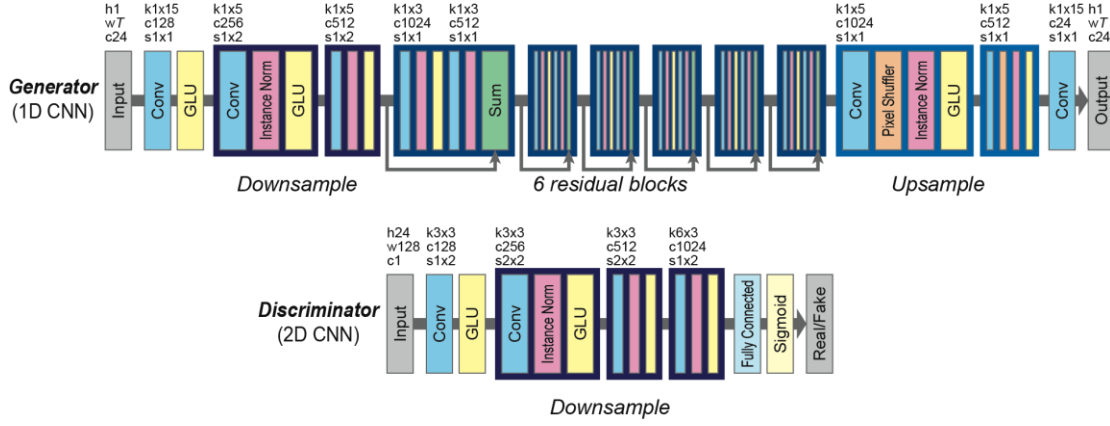 h1
wT
c24
k1x15
c128
s1x1
k1x5
c256
s1x2
k1x5
c512
s1x2
k1x3
c1024
s1x1
k1x3
c512
s1x1
k1x5
c1024
s1x1
k1x5
c512
s1x1
k1x15
c24
s1x1
h1
wT
c24
Generator
(1D CNN)
Input
Conv
GLU
Conv
Instance Norm
GLU
Sum
Conv
Pixel Shuffler
Instance Norm
GLU
Conv
Output
Downsample
6 residual blocks
Upsample
h24
w128
c1
k3x3
c128
s1x2
k3x3
c256
s2x2
k3x3
c512
s2x2
k6x3
c1024
s1x2
Discriminator
(2D CNN)
Input
Conv
GLU
Conv
Instance Norm
GLU
Fully Connected
Sigmoid
Real/Fake
Downsample